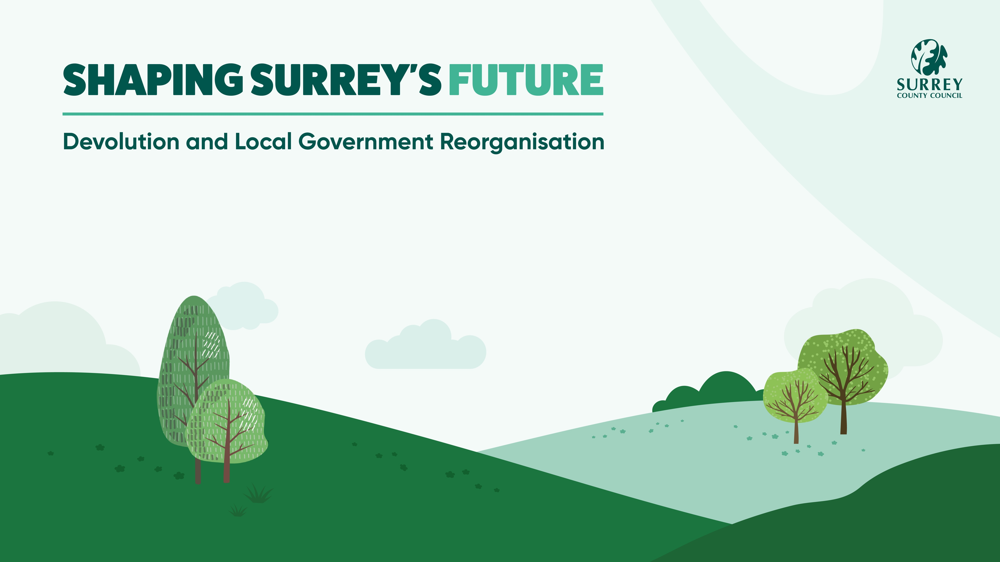 SHAPING SURREY'S FUTURE
Devolution and Local Government Reorganisation
SURREY
COUNTY COUNCIL